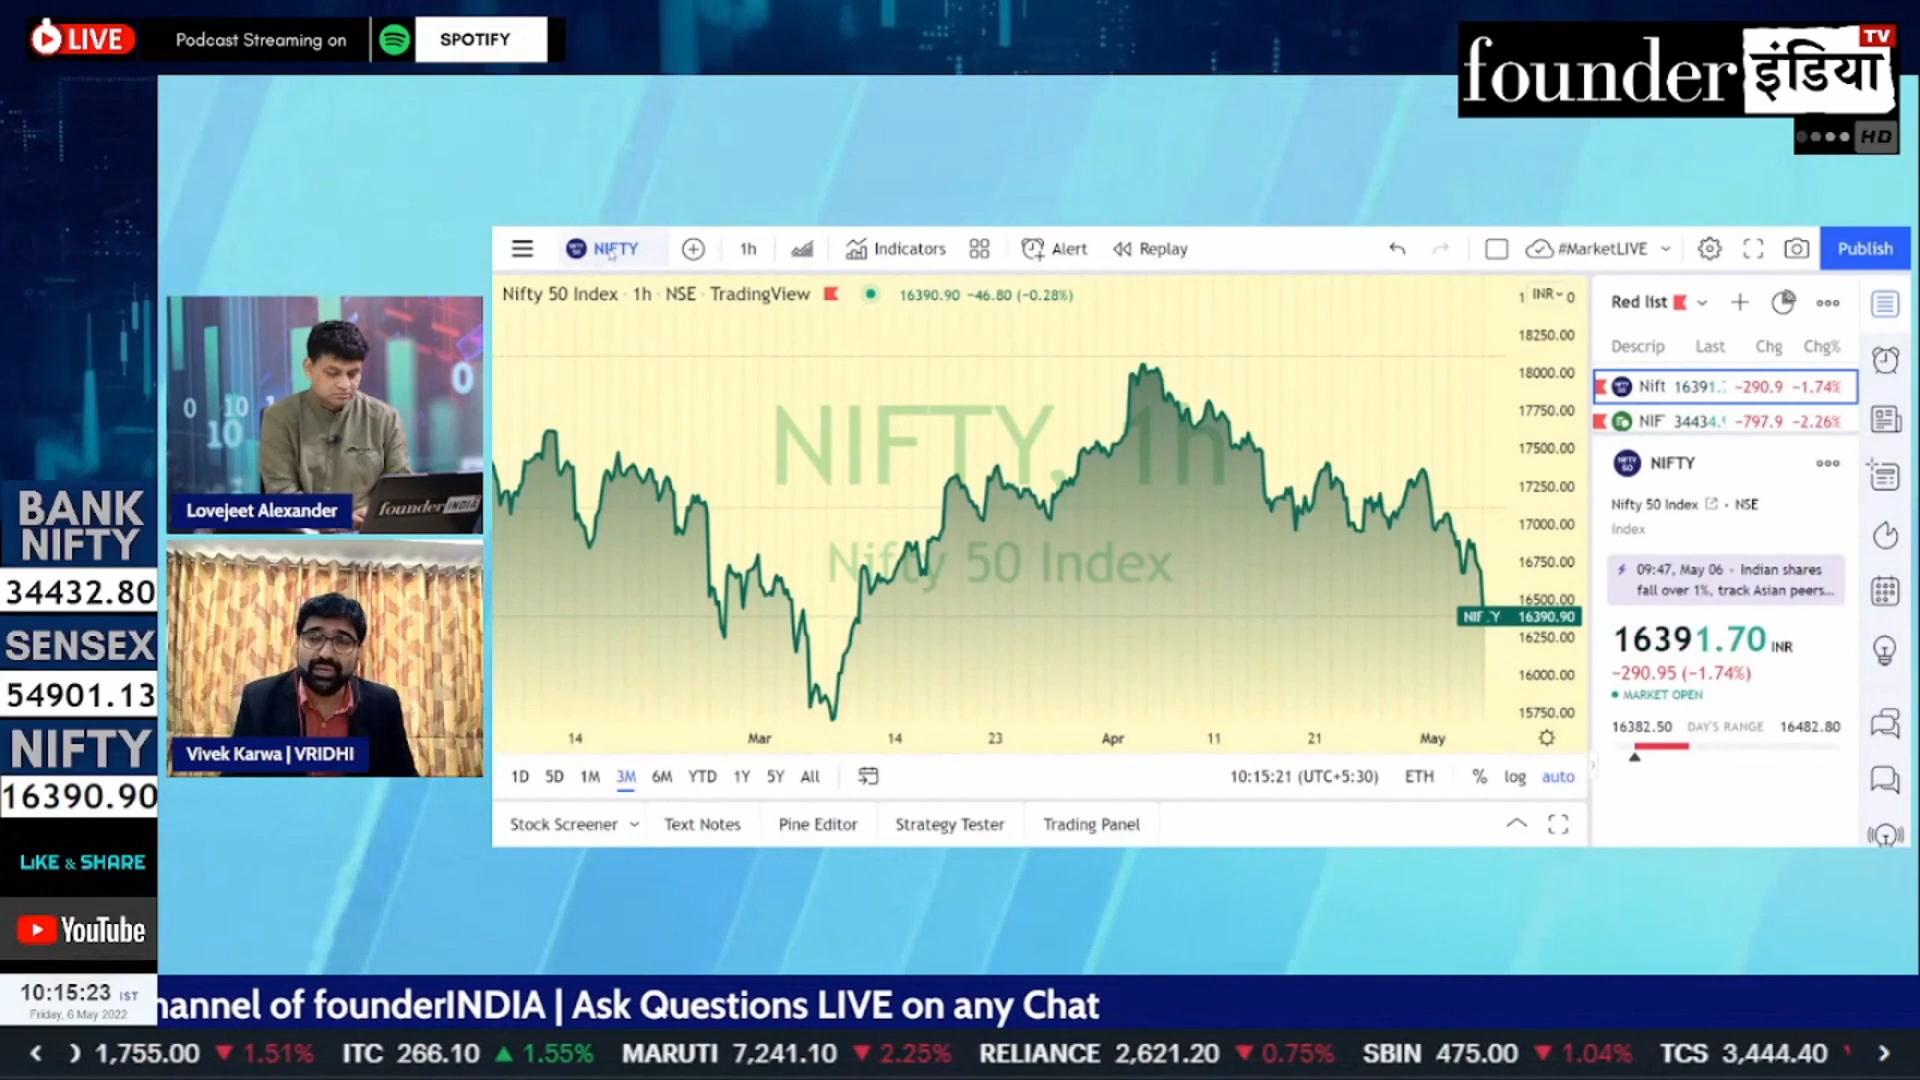 LIVE
Podcast Streaming on
SPOTIFY
founder इंडिया TV
HD
NIFTY
1h
Indicators
Alert
Replay
#MarketLIVE
Publish
Nifty 50 Index · 1h · NSE · TradingView
16390.90 −46.80 (−0.28%)
INR
18250.00
18000.00
17750.00
17500.00
17250.00
17000.00
16750.00
16500.00
16390.90
16250.00
16000.00
15750.00
NIFTY, 1h
Nifty 50 Index
14
Mar
14
23
Apr
11
21
May
1D 5D 1M 3M 6M YTD 1Y 5Y All
10:15:21 (UTC+5:30)
ETH
% log auto
Stock Screener
Text Notes
Pine Editor
Strategy Tester
Trading Panel
Red list
Descrip Last Chg Chg%
Nift 16391. −290.9 −1.74%
NIF 34434. −797.9 −2.26%
NIFTY
Nifty 50 Index · NSE
Index
09:47, May 06 · Indian shares
fall over 1%, track Asian peers...
16391.70 INR
−290.95 (−1.74%)
MARKET OPEN
16382.50 DAY'S RANGE 16482.80
Lovejeet Alexander
founderINDIA
Vivek Karwa | VRIDHI
BANK
NIFTY
34432.80
SENSEX
54901.13
NIFTY
16390.90
LIKE & SHARE
YouTube
10:15:23 IST
Friday, 6 May 2022
hannel of founderINDIA | Ask Questions LIVE on any Chat
1,755.00 ▼ 1.51% ITC 266.10 ▲ 1.55% MARUTI 7,241.10 ▼ 2.25% RELIANCE 2,621.20 ▼ 0.75% SBIN 475.00 ▼ 1.04% TCS 3,444.40